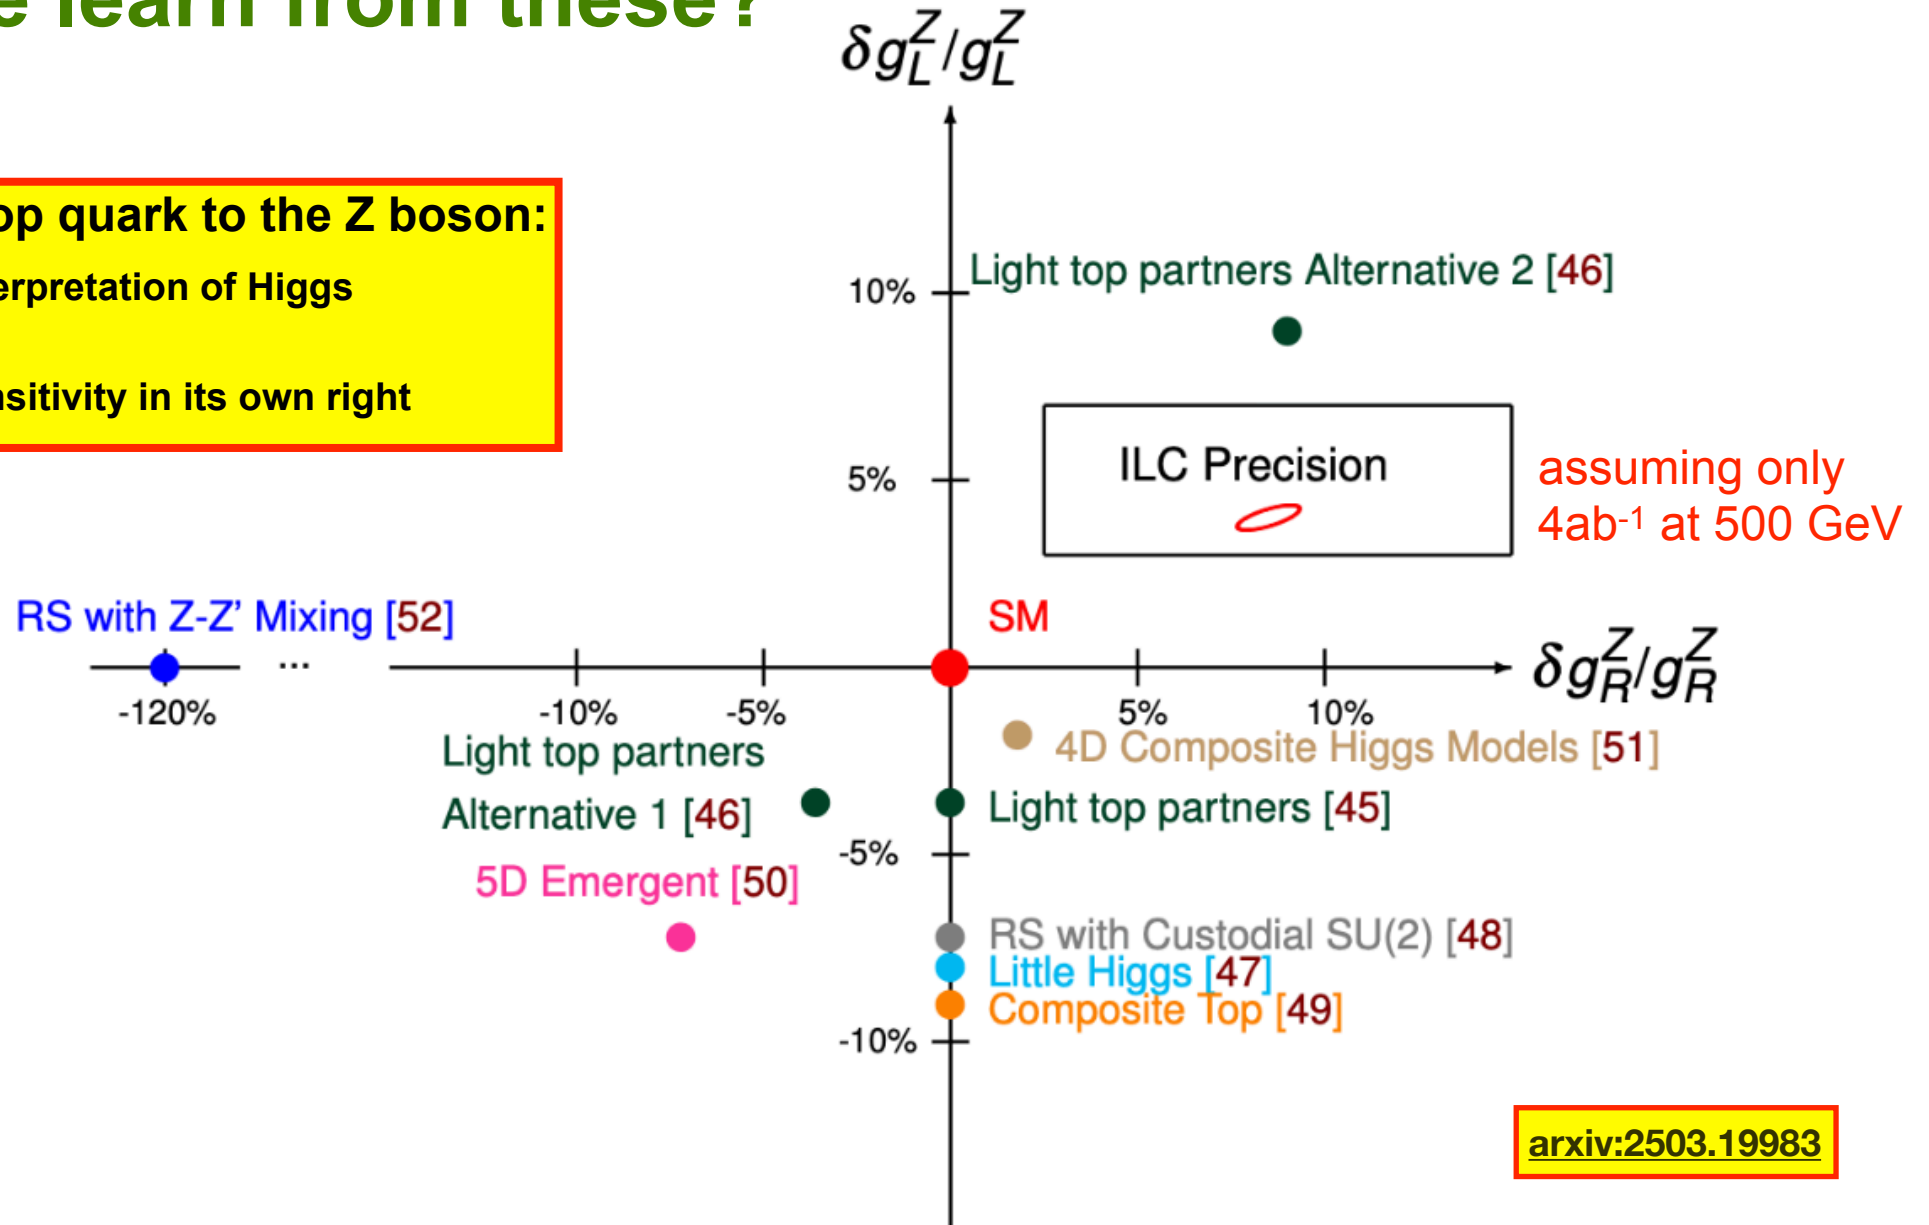 e learn from these?
δg_L^Z/g_L^Z
op quark to the Z boson:
erpretation of Higgs
nsitivity in its own right
10%
Light top partners Alternative 2 [46]
5%
ILC Precision
assuming only
4ab⁻¹ at 500 GeV
RS with Z-Z’ Mixing [52]
SM
...
δg_R^Z/g_R^Z
-120%
-10%
-5%
5%
10%
Light top partners
Alternative 1 [46]
4D Composite Higgs Models [51]
Light top partners [45]
-5%
5D Emergent [50]
RS with Custodial SU(2) [48]
Little Higgs [47]
Composite Top [49]
-10%
arxiv:2503.19983